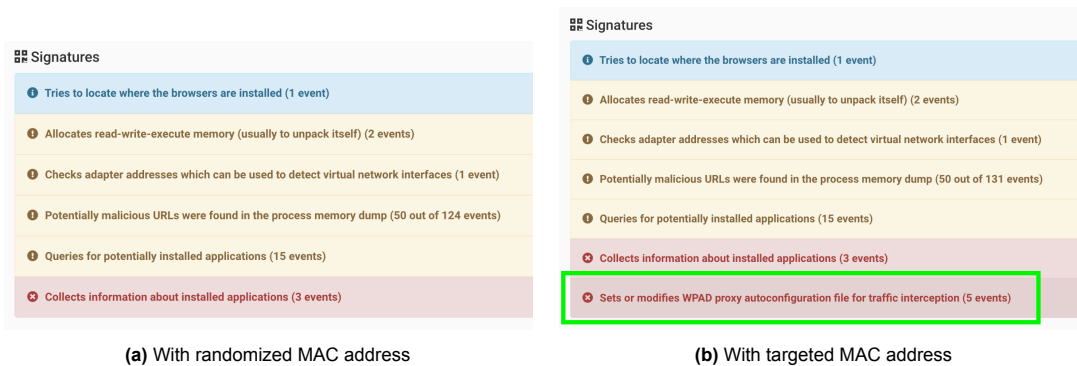 Signatures
Tries to locate where the browsers are installed (1 event)
Allocates read-write-execute memory (usually to unpack itself) (2 events)
Checks adapter addresses which can be used to detect virtual network interfaces (1 event)
Potentially malicious URLs were found in the process memory dump (50 out of 124 events)
Queries for potentially installed applications (15 events)
Collects information about installed applications (3 events)
(a) With randomized MAC address
Signatures
Tries to locate where the browsers are installed (1 event)
Allocates read-write-execute memory (usually to unpack itself) (2 events)
Checks adapter addresses which can be used to detect virtual network interfaces (1 event)
Potentially malicious URLs were found in the process memory dump (50 out of 131 events)
Queries for potentially installed applications (15 events)
Collects information about installed applications (3 events)
Sets or modifies WPAD proxy autoconfiguration file for traffic interception (5 events)
(b) With targeted MAC address